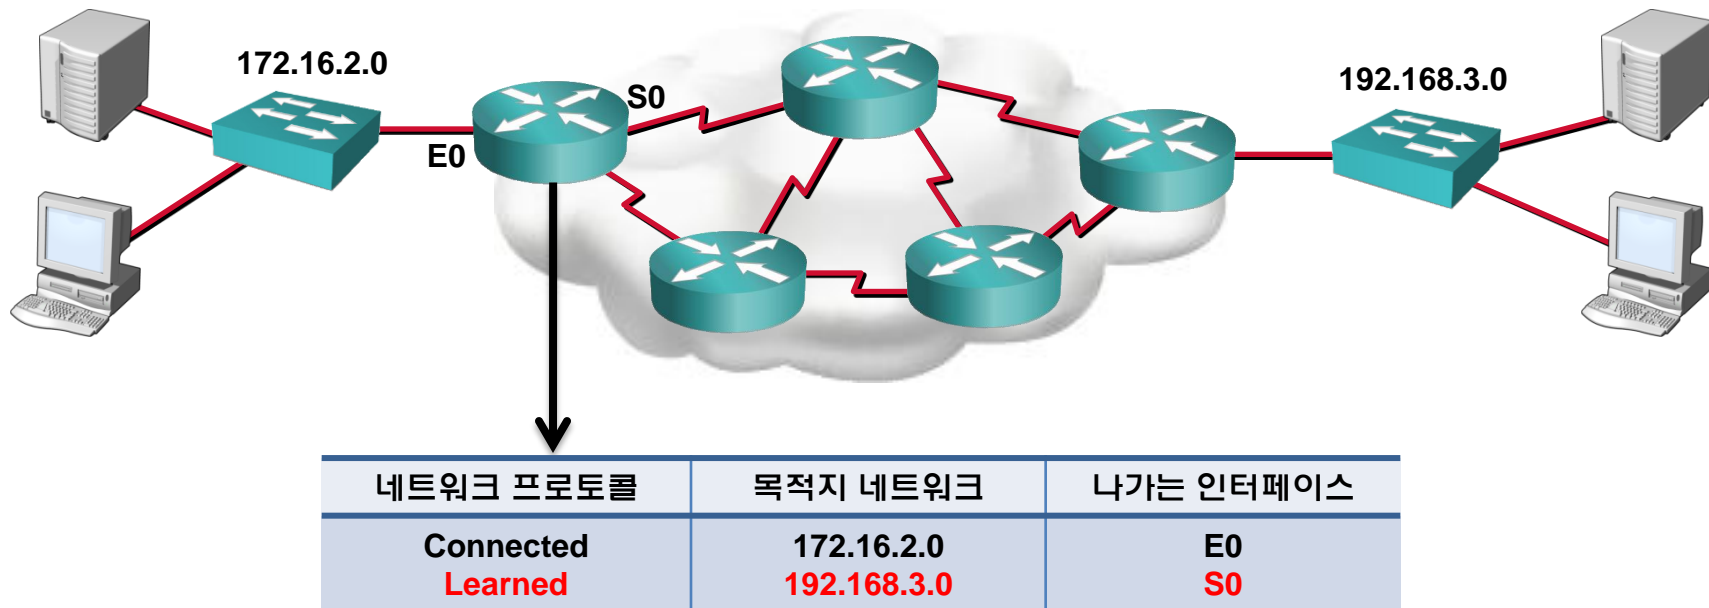 172.16.2.0
S0
E0
192.168.3.0
네트워크 프로토콜 목적지 네트워크 나가는 인터페이스
Connected 172.16.2.0 E0
Learned 192.168.3.0 S0